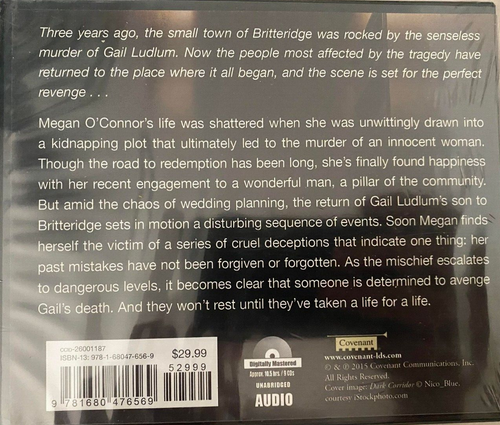 Three years ago, the small town of Britteridge was rocked by the senseless
murder of Gail Ludlum. Now the people most affected by the tragedy have
returned to the place where it all began, and the scene is set for the perfect
revenge . . .
Megan O'Connor's life was shattered when she was unwittingly drawn into
a kidnapping plot that ultimately led to the murder of an innocent woman.
Though the road to redemption has been long, she's finally found happiness
with her recent engagement to a wonderful man, a pillar of the community.
But amid the chaos of wedding planning, the return of Gail Ludlum's son to
Britteridge sets in motion a disturbing sequence of events. Soon Megan finds
herself the victim of a series of cruel deceptions that indicate one thing: her
past mistakes have not been forgiven or forgotten. As the mischief escalates
to dangerous levels, it becomes clear that someone is determined to avenge
Gail's death. And they won't rest until they've taken a life for a life.
cos-26001187
ISBN-13: 978-1-68047-656-9
$29.99
52999
9 781680 476569
Digitally Mastered
Approx. 10.5 hrs / 9 CDs
UNABRIDGED
AUDIO
Covenant
www.covenant-lds.com
© & ℗ 2015 Covenant Communications, Inc.
All Rights Reserved.
Cover image: Dark Corridor © Nico_Blue,
courtesy iStockphoto.com